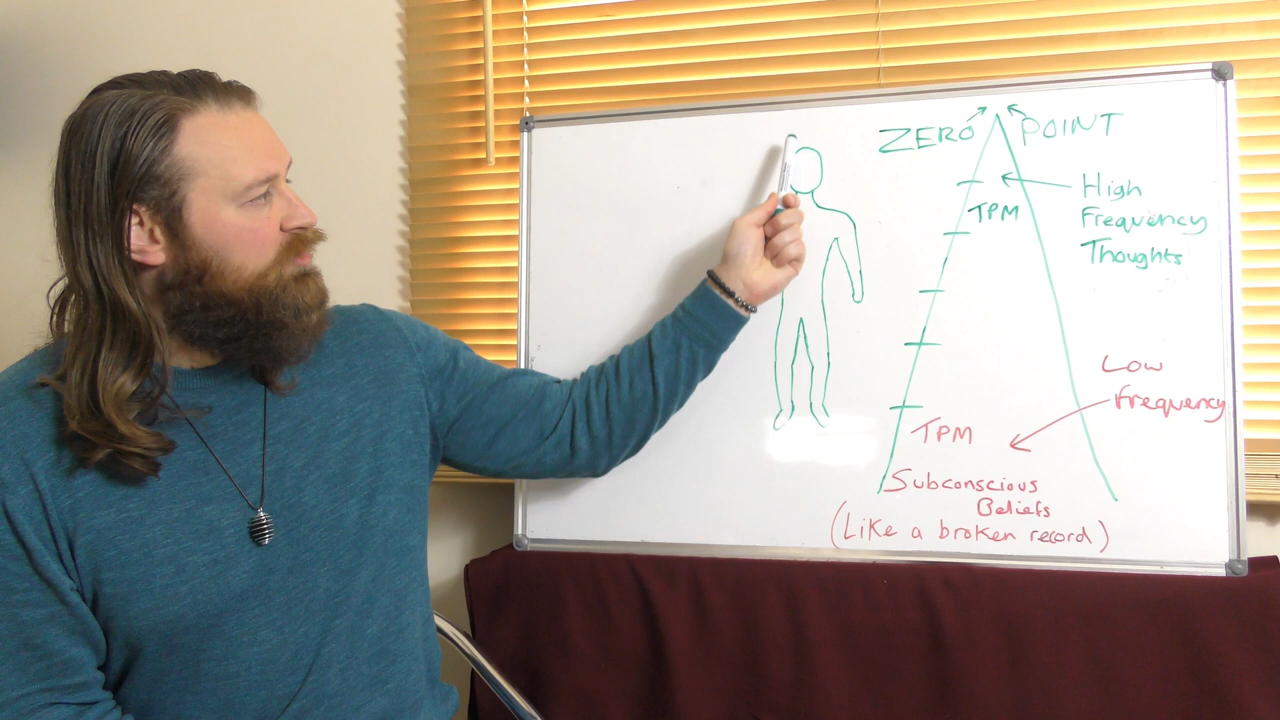 ZERO POINT
High
Frequency
Thoughts
TPM
Low
frequency
TPM
Subconscious
Beliefs
(Like a broken record)